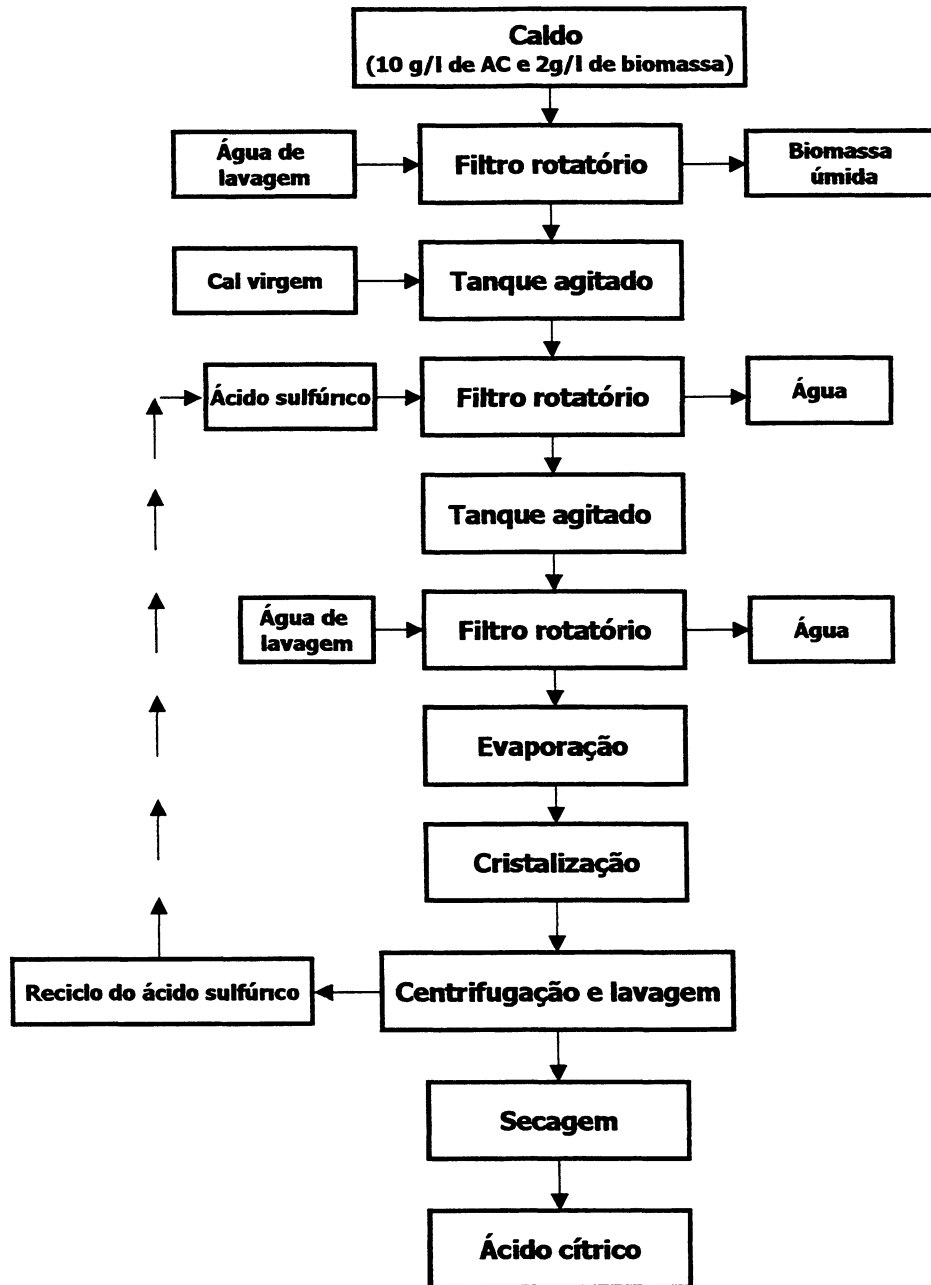 Caldo
(10 g/l de AC e 2g/l de biomassa)
Água de
lavagem
Filtro rotatório
Biomassa
úmida
Cal virgem
Tanque agitado
Ácido sulfúrico
Filtro rotatório
Água
Tanque agitado
Água de
lavagem
Filtro rotatório
Água
Evaporação
Cristalização
Reciclo do ácido sulfúrico
Centrifugação e lavagem
Secagem
Ácido cítrico